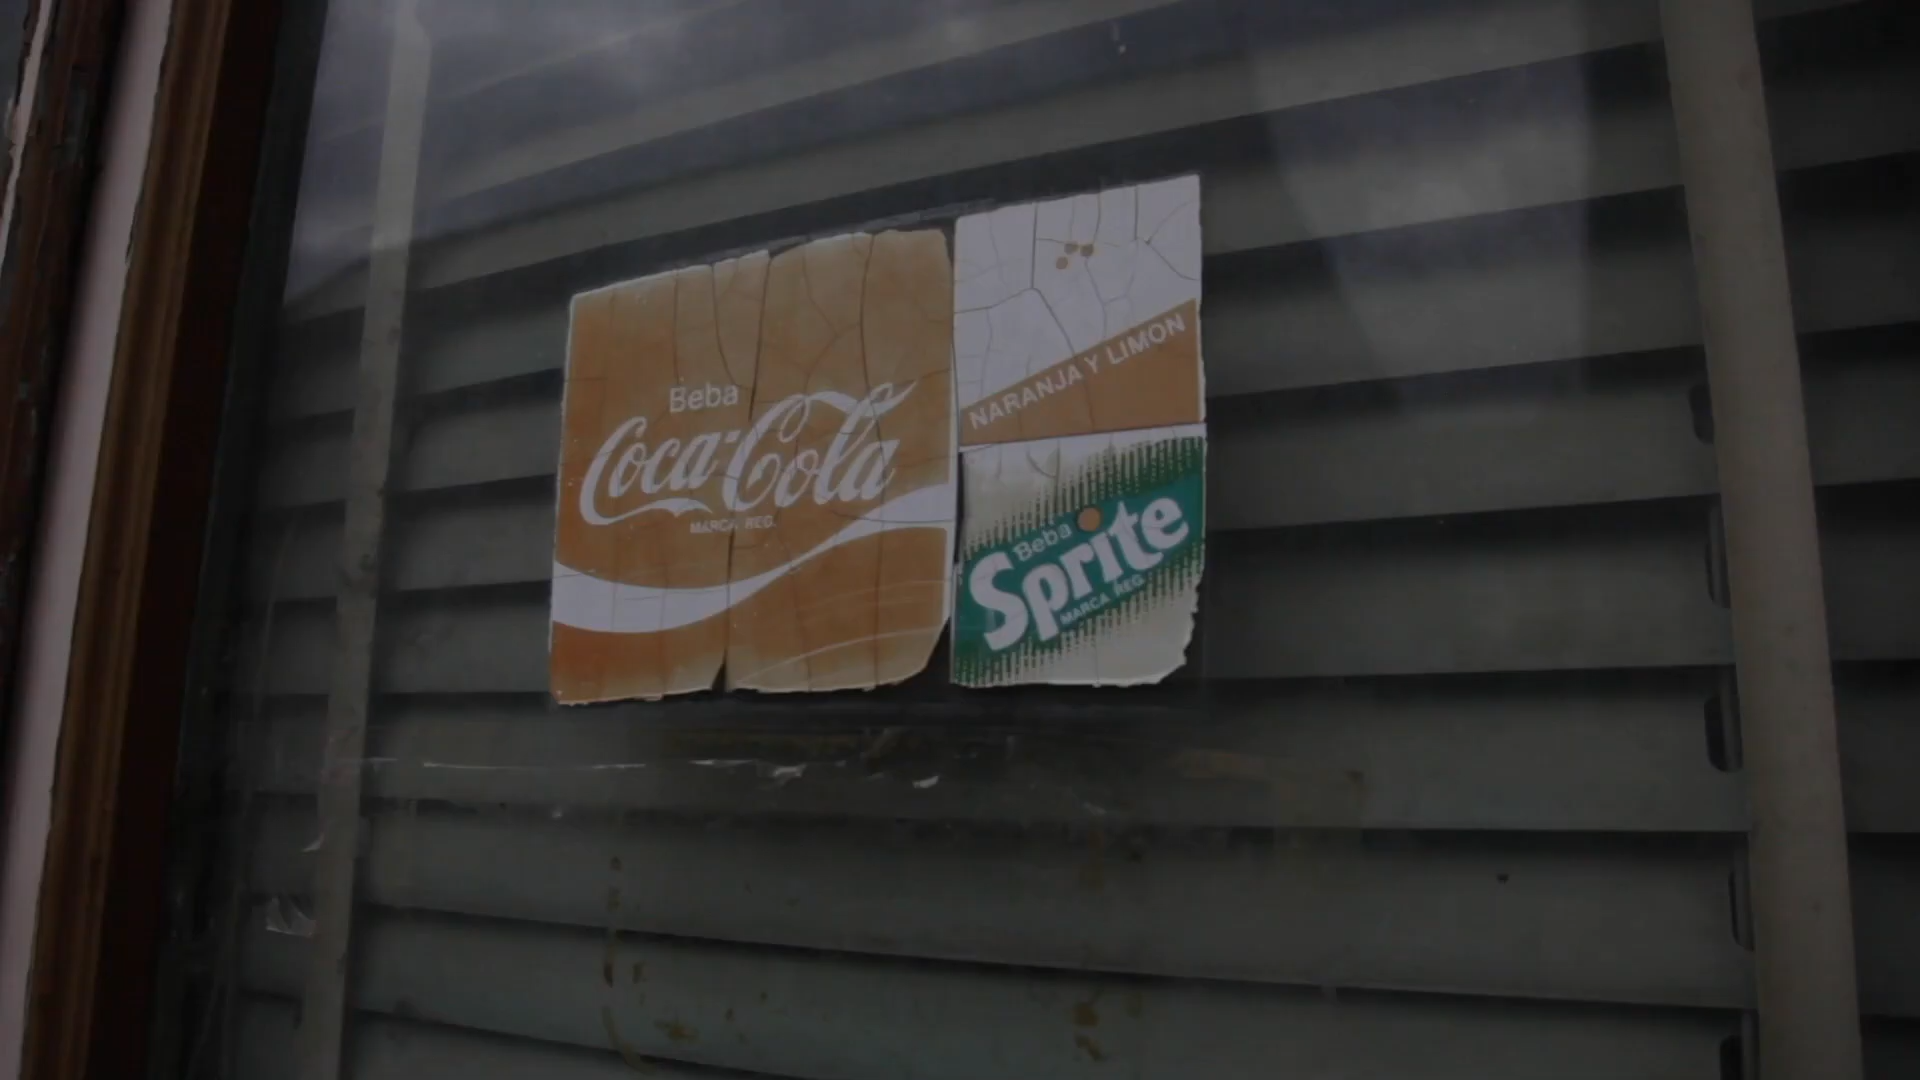 Beba
Coca-Cola
MARCA REG.
NARANJA Y LIMON
Beba
Sprite
MARCA REG.